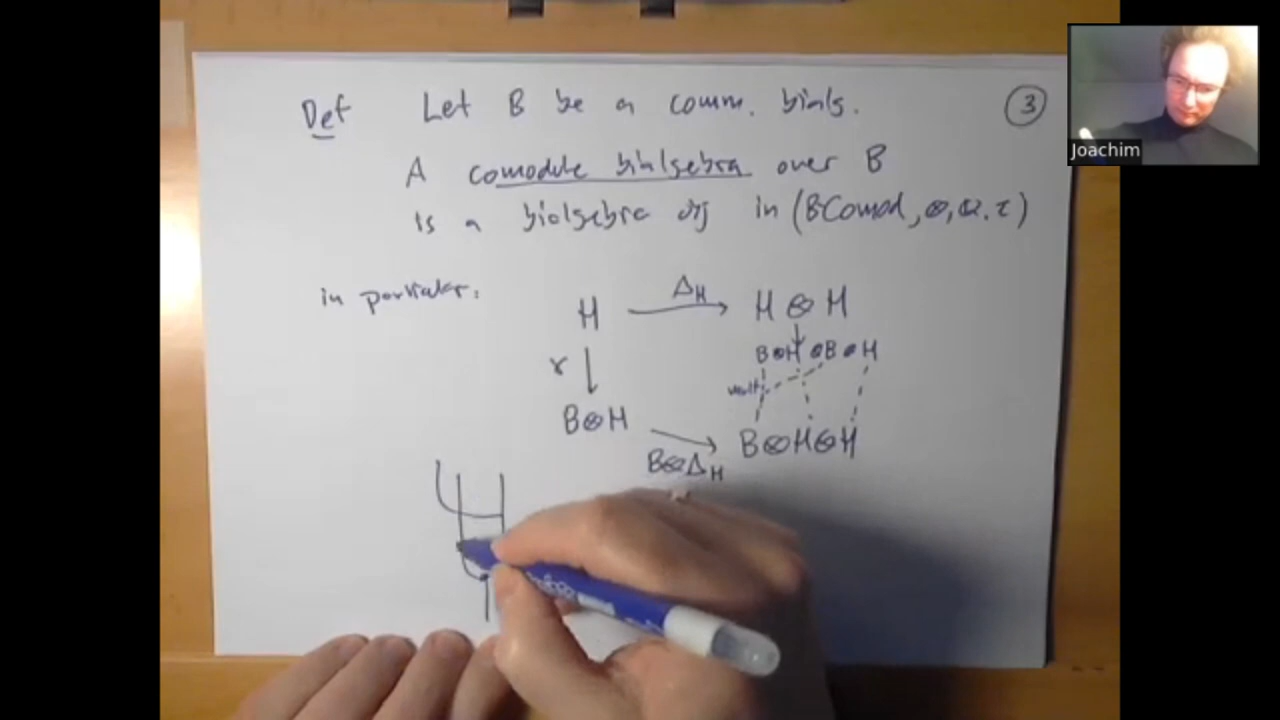 Def Let B be a comm. bialg. ③
A comodule bialgebra over B
is a bialgebra obj in (BComod, ⊗, Q, τ)
in particular:
H Δ_H H ⊗ H
γ B⊗H⊗B⊗H
mult
B⊗H B⊗H⊗H
B⊗Δ_H
Joachim